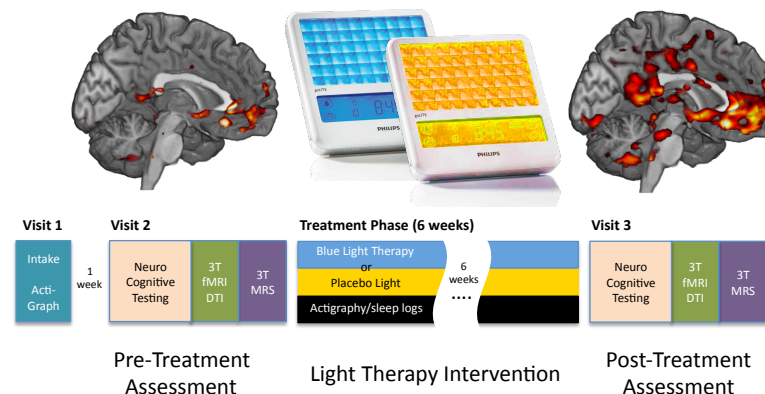 PHILIPS
PHILIPS
Visit 1
Visit 2
Treatment Phase (6 weeks)
Visit 3
Intake
Acti-
Graph
1
week
Neuro
Cognitive
Testing
3T
fMRI
DTI
3T
MRS
Blue Light Therapy
or
Placebo Light
Actigraphy/sleep logs
6
weeks
....
Neuro
Cognitive
Testing
3T
fMRI
DTI
3T
MRS
Pre-Treatment
Assessment
Light Therapy Intervention
Post-Treatment
Assessment